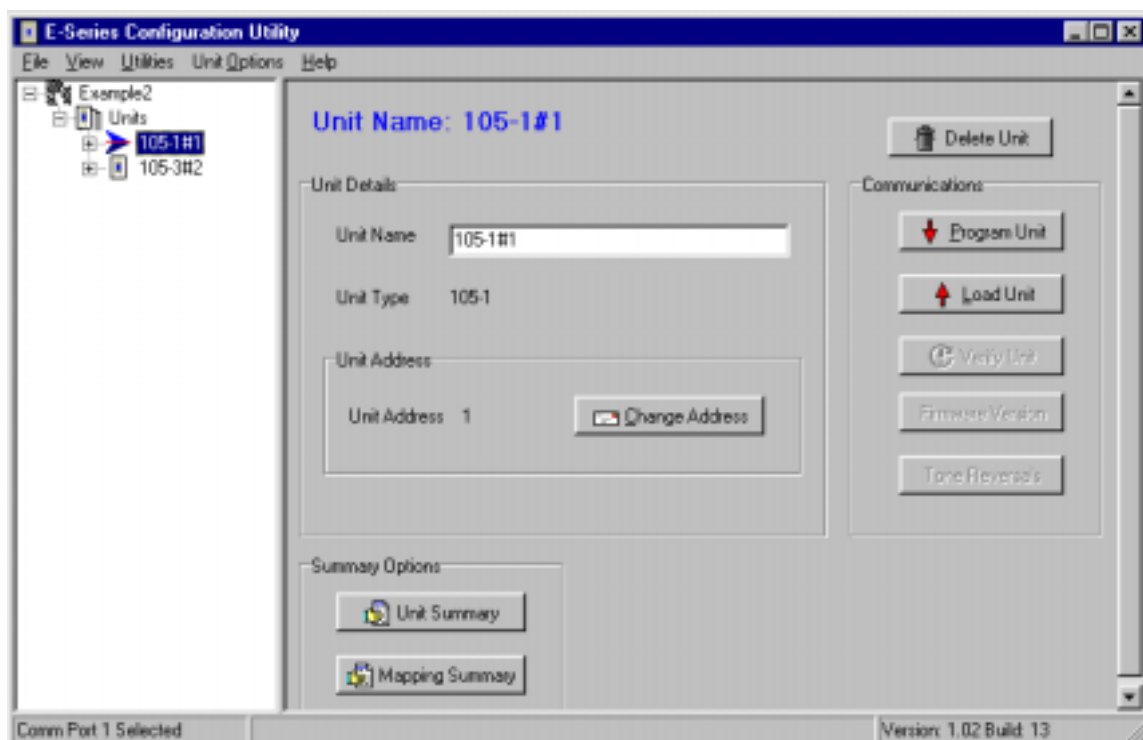 E-Series Configuration Utility
File View Utilities Unit Options Help
Example2
Units
105-1#1
105-3#2
Unit Name: 105-1#1
Delete Unit
Unit Details
Unit Name 105-1#1
Unit Type 105-1
Unit Address
Unit Address 1 Change Address
Communications
Program Unit
Load Unit
Verify Unit
Firmware Version
Tone Reversals
Summary Options
Unit Summary
Mapping Summary
Comm Port 1 Selected
Version: 1.02 Build: 13